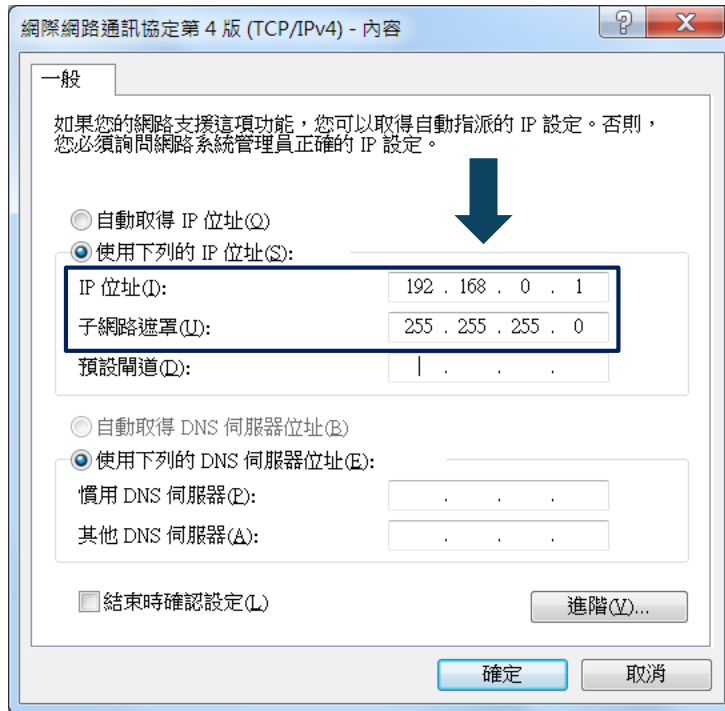 網際網路通訊協定第 4 版 (TCP/IPv4) - 內容
一般
如果您的網路支援這項功能，您可以取得自動指派的 IP 設定。否則，
您必須詢問網路系統管理員正確的 IP 設定。
自動取得 IP 位址(O)
使用下列的 IP 位址(S):
IP 位址(I): 192 . 168 . 0 . 1
子網路遮罩(U): 255 . 255 . 255 . 0
預設閘道(D): . . .
自動取得 DNS 伺服器位址(B)
使用下列的 DNS 伺服器位址(E):
慣用 DNS 伺服器(P): . . .
其他 DNS 伺服器(A): . . .
結束時確認設定(L)
進階(V)...
確定 取消